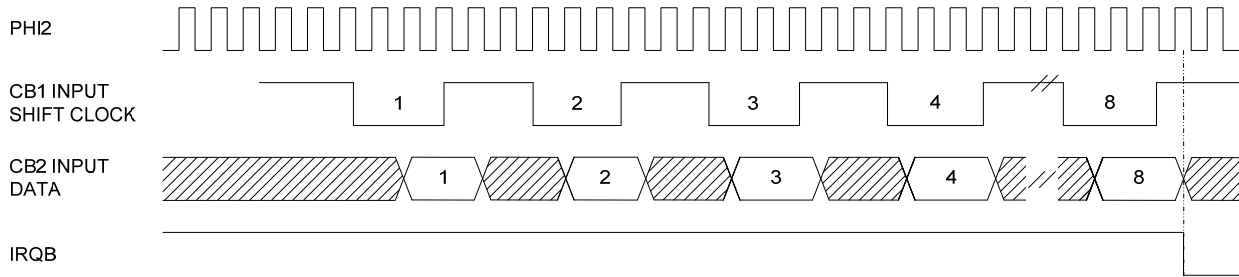 PHI2
CB1 INPUT
SHIFT CLOCK
1 2 3 4 8
CB2 INPUT
DATA
1 2 3 4 8
IRQB